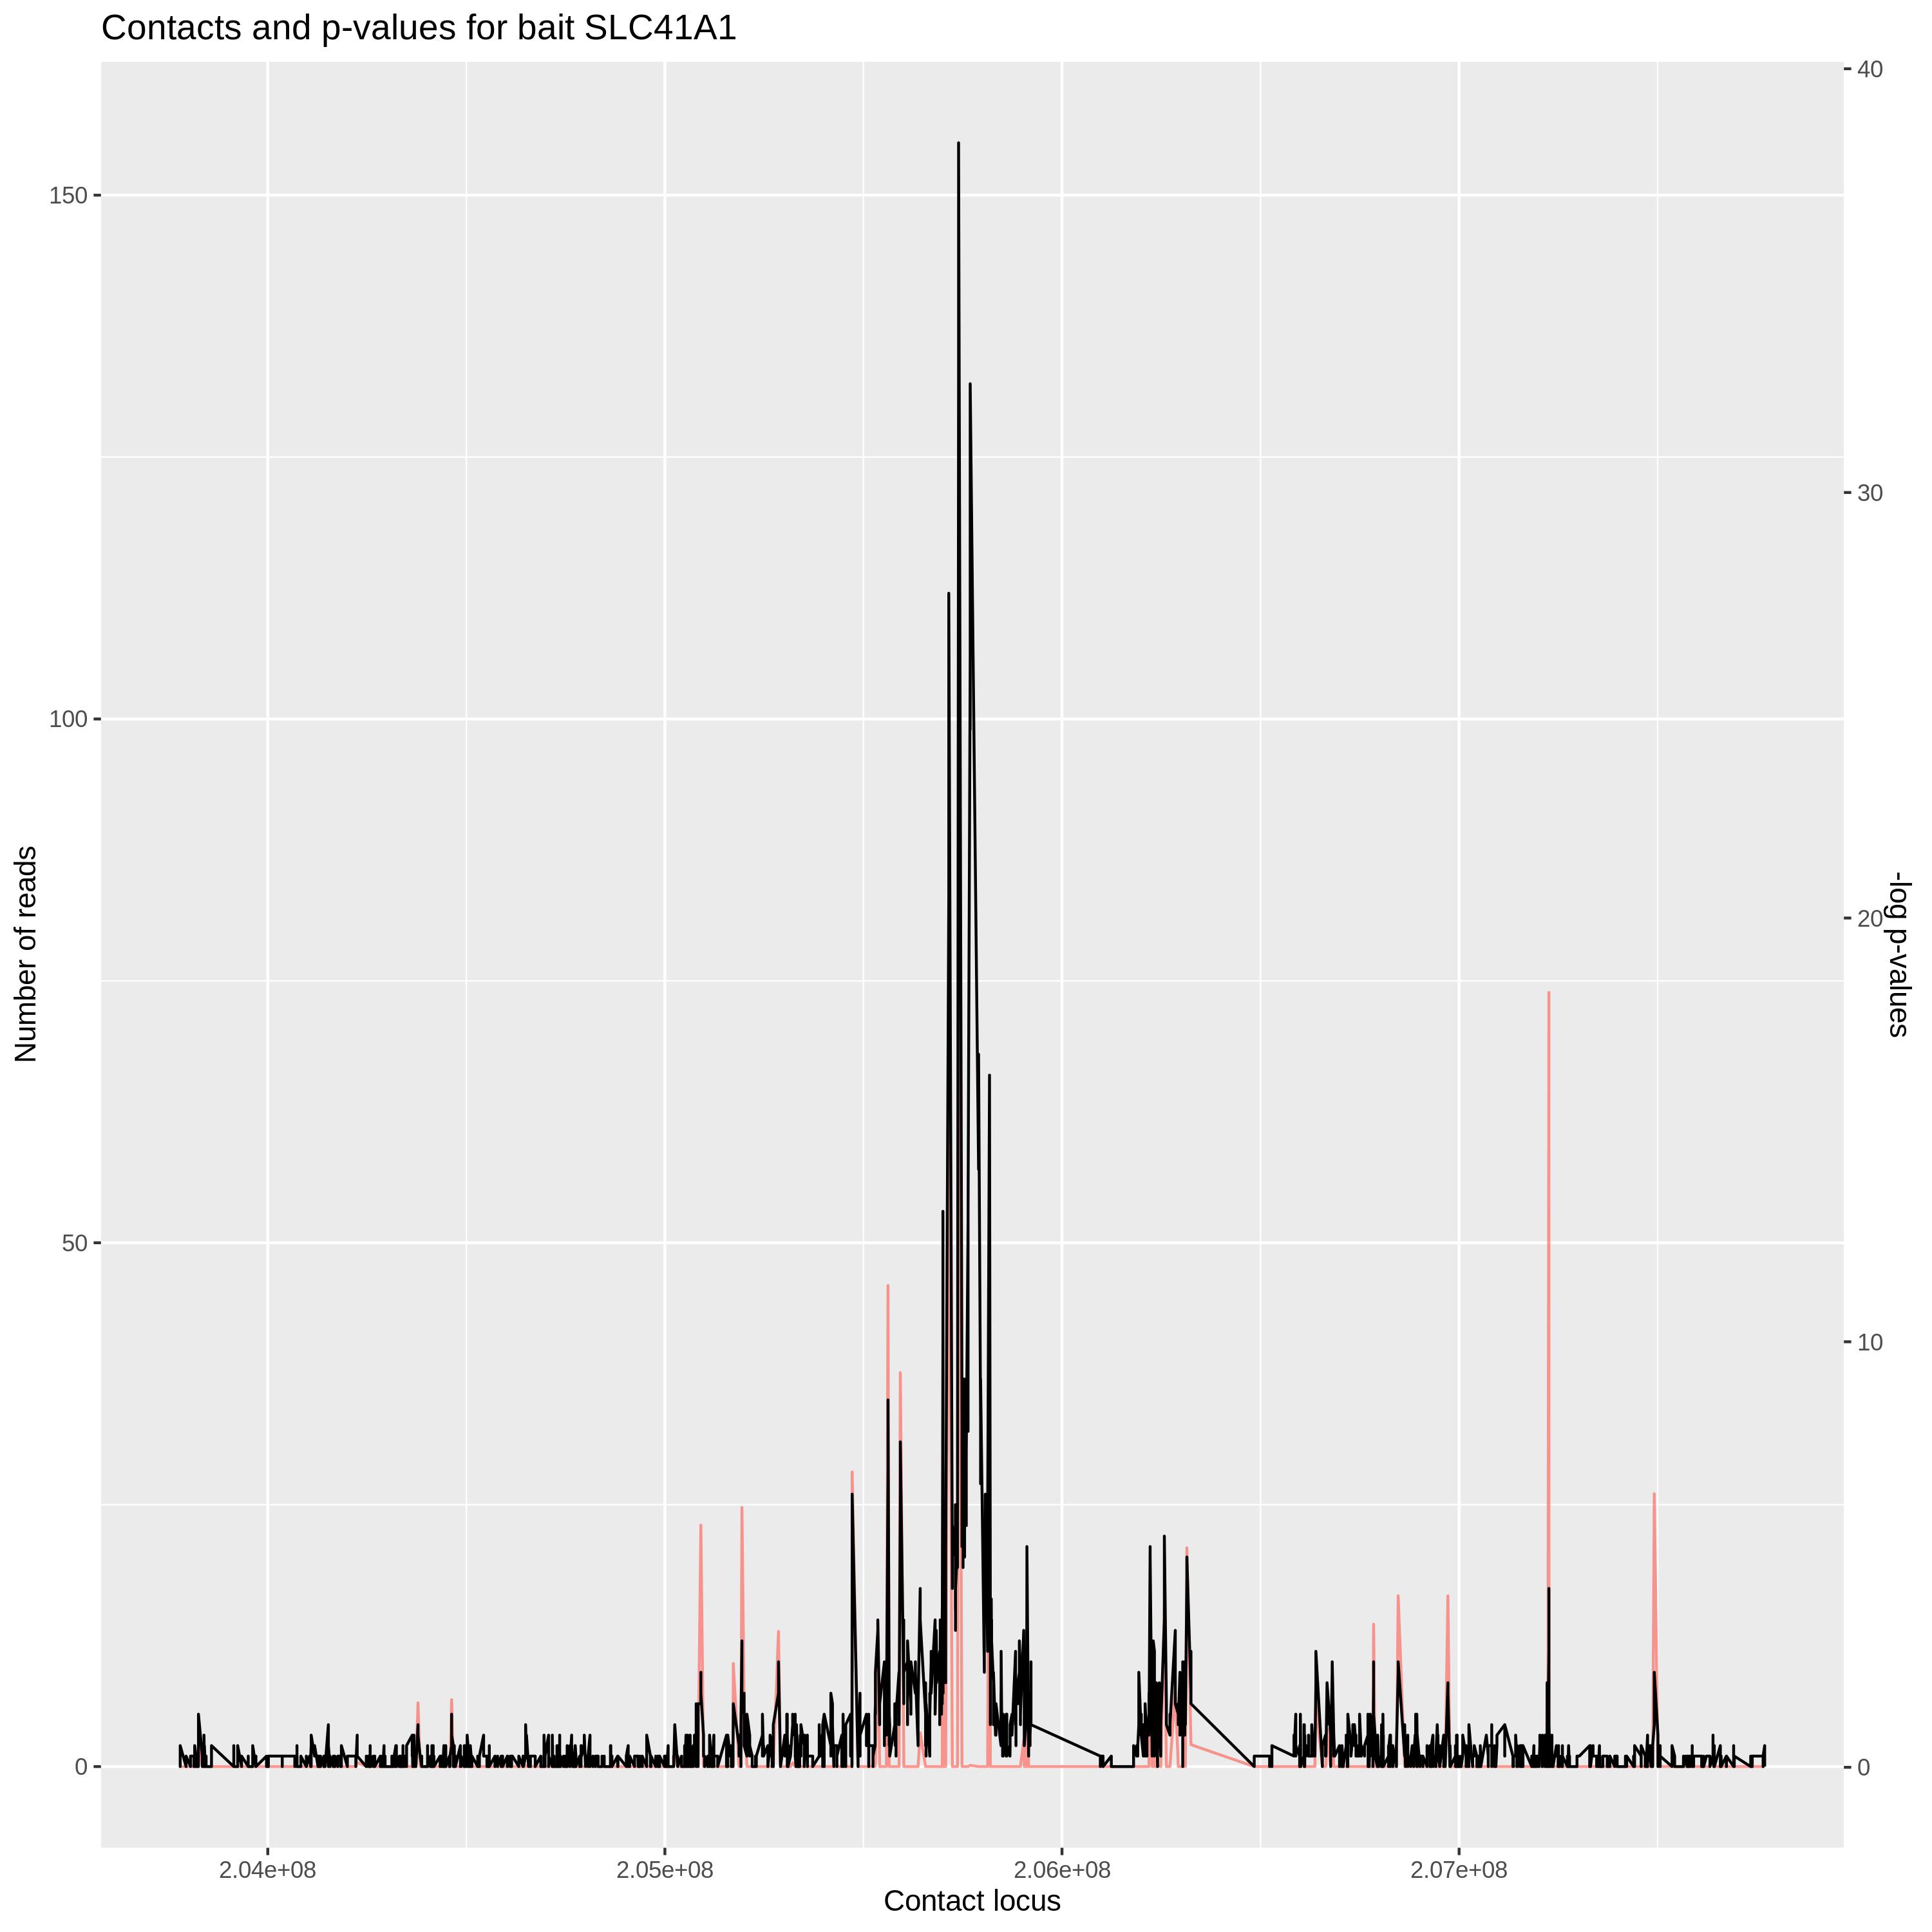 Contacts and p-values for bait SLC41A1
150
100
50
0
Number of reads
40
30
20
10
0
-log p-values
2.04e+08 2.05e+08 2.06e+08 2.07e+08
Contact locus